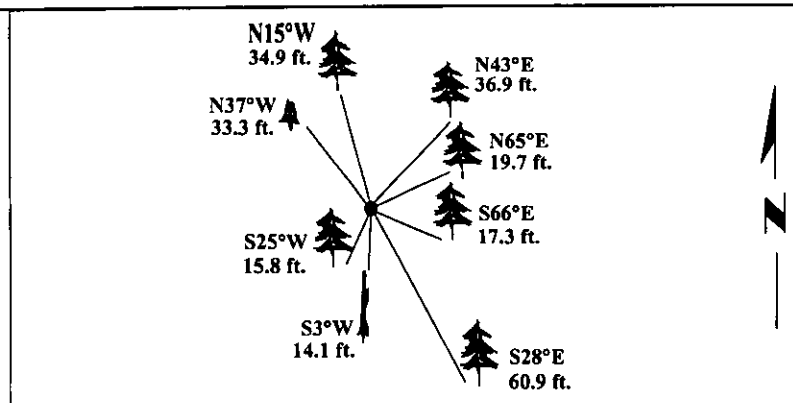 N15°W
34.9 ft.
N43°E
36.9 ft.
N37°W
33.3 ft.
N65°E
19.7 ft.
S66°E
17.3 ft.
S25°W
15.8 ft.
N
S3°W
14.1 ft.
S28°E
60.9 ft.